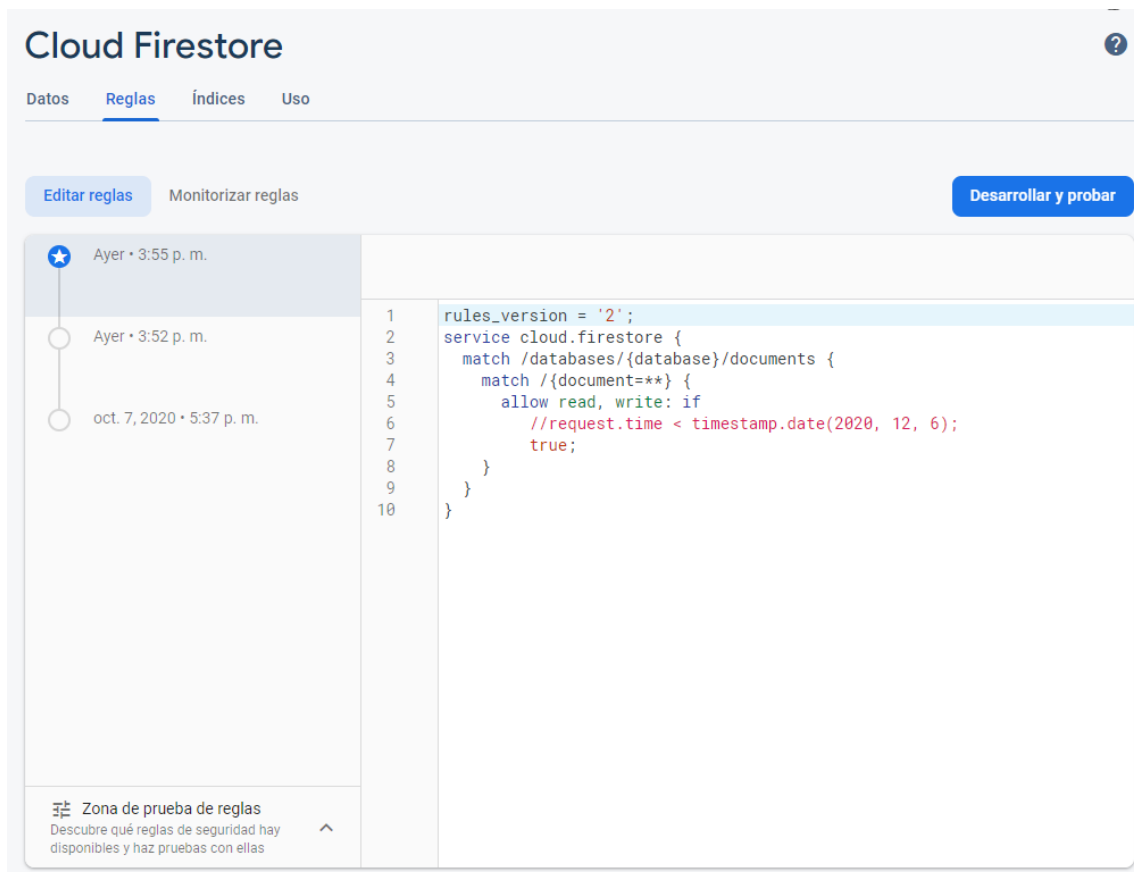 Cloud Firestore
?
Datos Reglas Índices Uso
Editar reglas Monitorizar reglas Desarrollar y probar
Ayer • 3:55 p. m.
Ayer • 3:52 p. m.
oct. 7, 2020 • 5:37 p. m.
1 rules_version = '2';
2 service cloud.firestore {
3   match /databases/{database}/documents {
4     match /{document=**} {
5       allow read, write: if
6          //request.time < timestamp.date(2020, 12, 6);
7          true;
8     }
9   }
10 }
Zona de prueba de reglas
Descubre qué reglas de seguridad hay
disponibles y haz pruebas con ellas